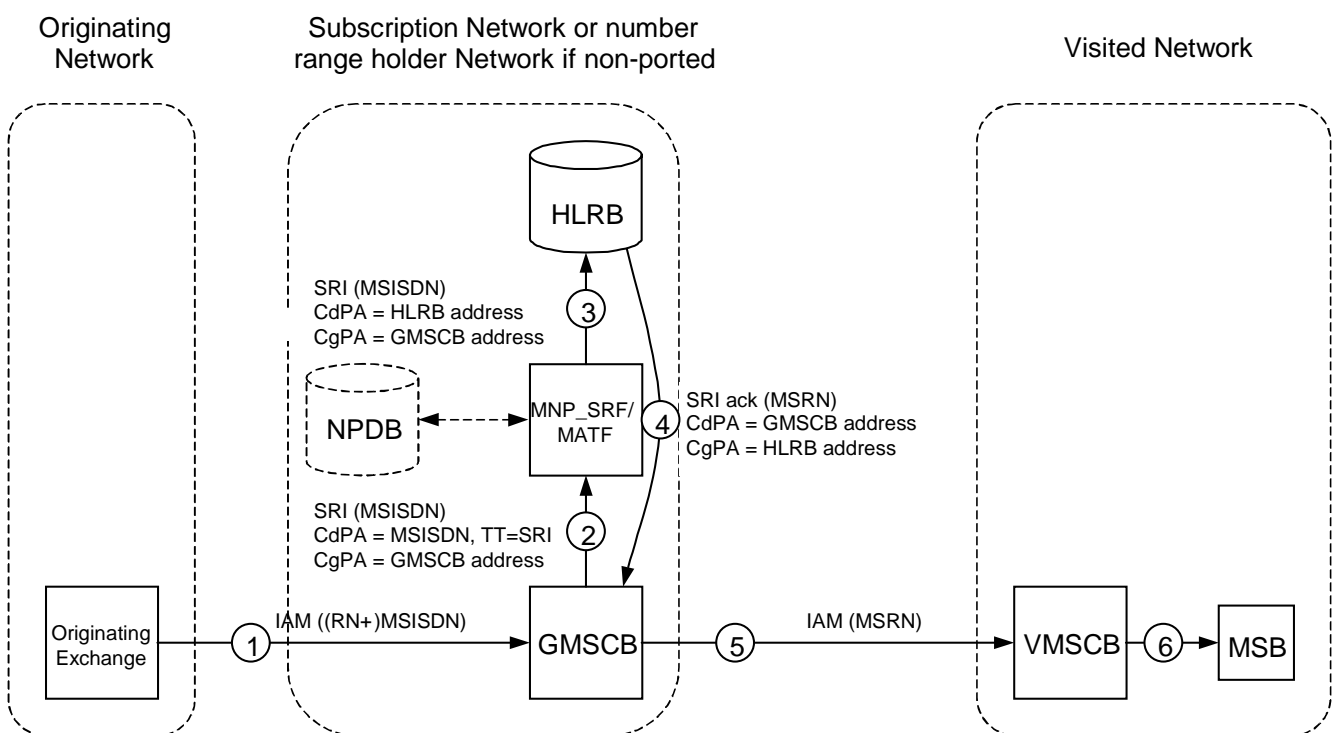 Originating
Network
Subscription Network or number
range holder Network if non-ported
Visited Network
HLRB
SRI (MSISDN)
CdPA = HLRB address
CgPA = GMSCB address
3
NPDB
MNP_SRF/
MATF
4
SRI ack (MSRN)
CdPA = GMSCB address
CgPA = HLRB address
SRI (MSISDN)
CdPA = MSISDN, TT=SRI
CgPA = GMSCB address
2
Originating
Exchange
1
IAM ((RN+)MSISDN)
GMSCB
5
IAM (MSRN)
VMSCB
6
MSB